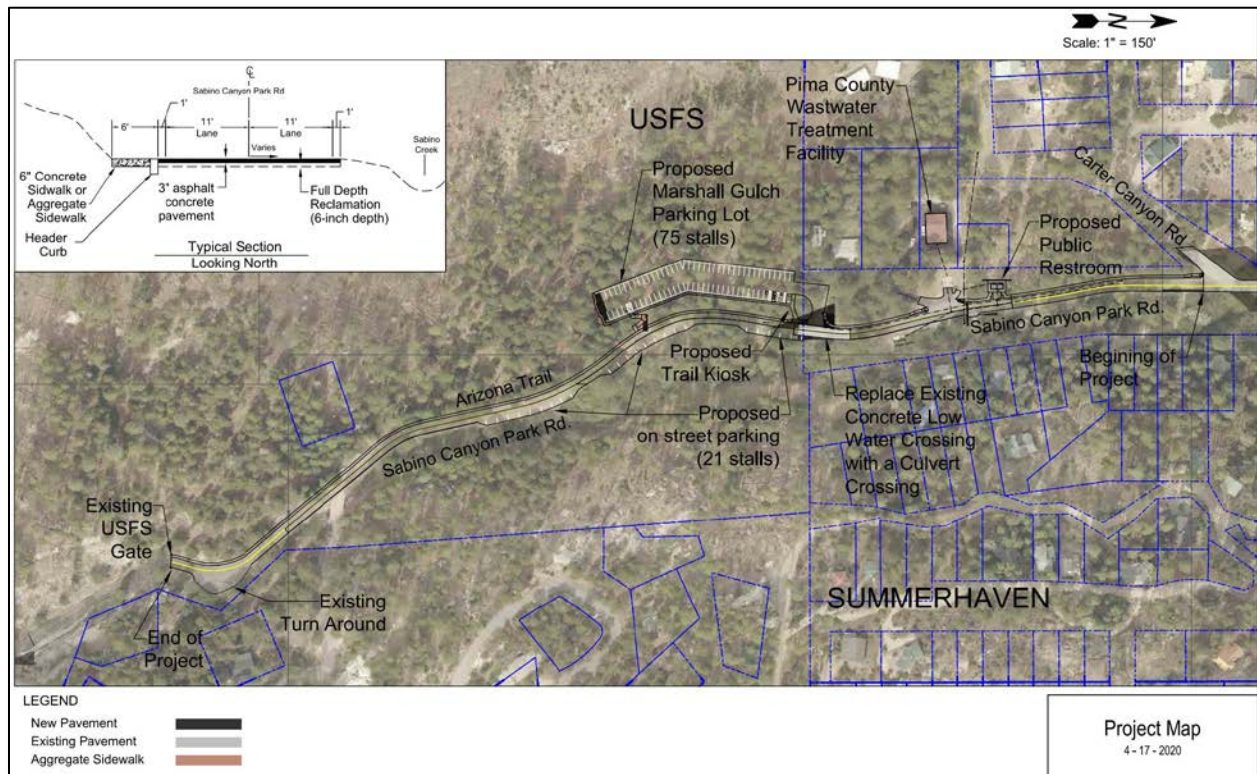 Scale: 1" = 150'
Sabino Canyon Park Rd
6'
1'
11'
Lane
11'
Lane
1'
Varies
Sabino
Creek
6" Concrete
Sidwalk or
Aggregate
Sidewalk
3" asphalt
concrete
pavement
Full Depth
Reclamation
(6-inch depth)
Header
Curb
Typical Section
Looking North
USFS
Proposed
Marshall Gulch
Parking Lot
(75 stalls)
Pima County
Wastwater
Treatment
Facility
Carter Canyon Rd.
Proposed
Public
Restroom
Sabino Canyon Park Rd.
Begining of
Project
Proposed
Trail Kiosk
Replace Existing
Concrete Low
Water Crossing
with a Culvert
Crossing
Arizona Trail
Sabino Canyon Park Rd.
Proposed
on street parking
(21 stalls)
Existing
USFS
Gate
Existing
Turn Around
End of
Project
SUMMERHAVEN
LEGEND
New Pavement
Existing Pavement
Aggregate Sidewalk
Project Map
4 - 17 - 2020